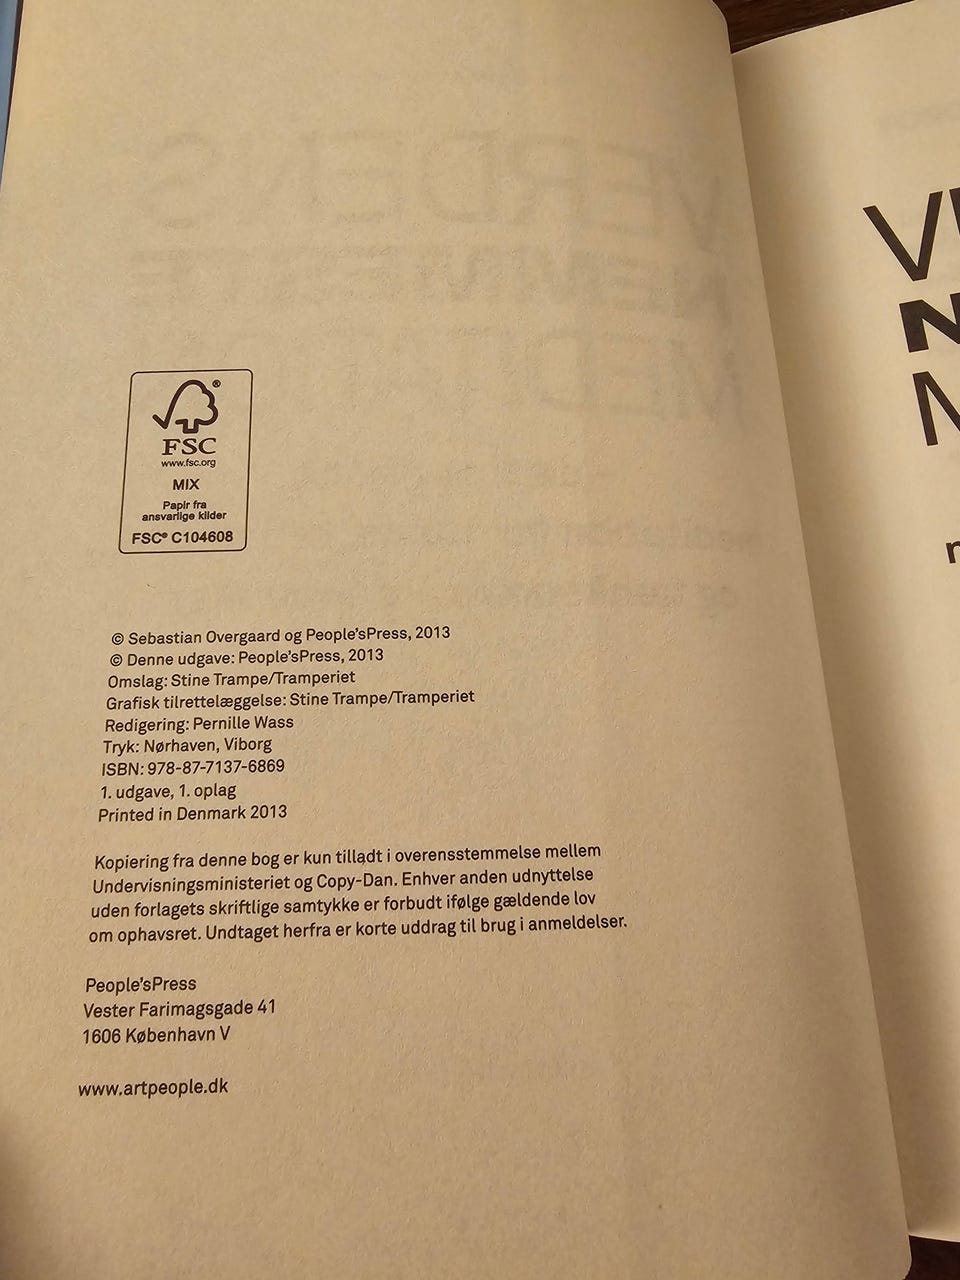 FSC®
www.fsc.org
MIX
Papir fra
ansvarlige kilder
FSC® C104608
© Sebastian Overgaard og People'sPress, 2013
© Denne udgave: People'sPress, 2013
Omslag: Stine Trampe/Tramperiet
Grafisk tilrettelæggelse: Stine Trampe/Tramperiet
Redigering: Pernille Wass
Tryk: Nørhaven, Viborg
ISBN: 978-87-7137-6869
1. udgave, 1. oplag
Printed in Denmark 2013
Kopiering fra denne bog er kun tilladt i overensstemmelse mellem
Undervisningsministeriet og Copy-Dan. Enhver anden udnyttelse
uden forlagets skriftlige samtykke er forbudt ifølge gældende lov
om ophavsret. Undtaget herfra er korte uddrag til brug i anmeldelser.
People'sPress
Vester Farimagsgade 41
1606 København V
www.artpeople.dk